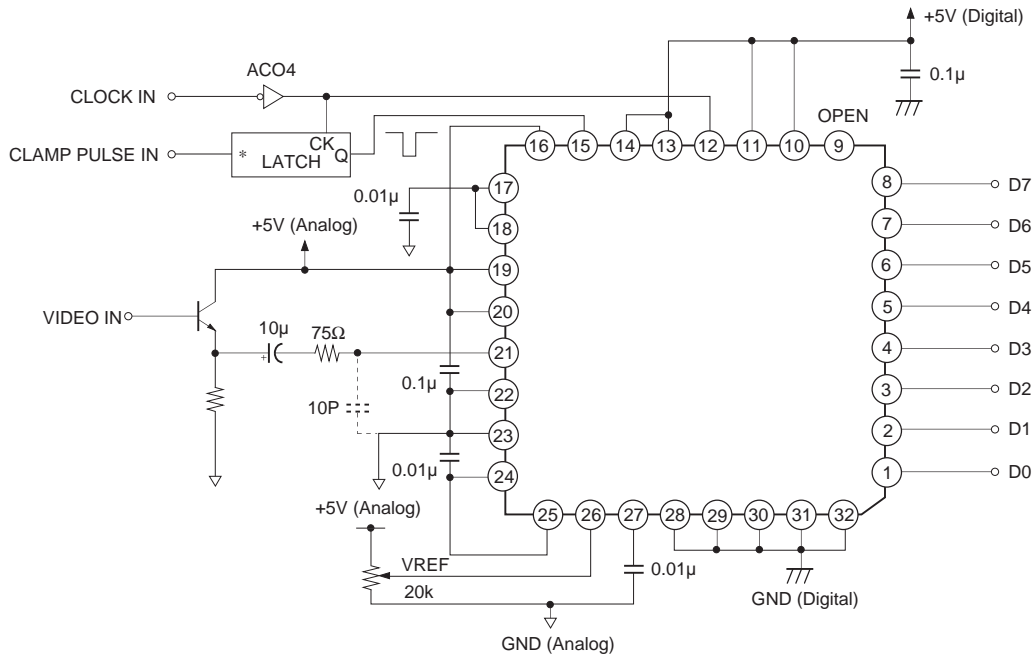 +5V (Digital)
ACO4
0.1µ
CLOCK IN
OPEN
CK
Q
CLAMP PULSE IN
*
LATCH
16
15
14
13
12
11
10
9
0.01µ
17
8
D7
+5V (Analog)
18
7
D6
19
6
D5
VIDEO IN
20
5
D4
10µ
75Ω
+
21
4
D3
0.1µ
10P
22
3
D2
23
2
D1
0.01µ
24
1
D0
+5V (Analog)
25
26
27
28
29
30
31
32
VREF
0.01µ
20k
GND (Digital)
GND (Analog)